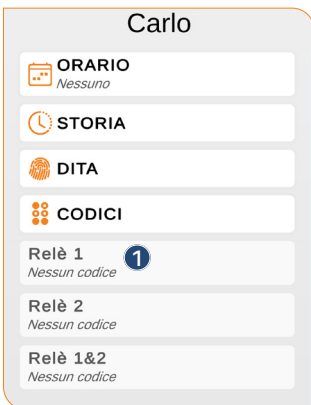 Carlo
ORARIO
Nessuno
STORIA
DITA
CODICI
Relè 1
1
Nessun codice
Relè 2
Nessun codice
Relè 1&2
Nessun codice